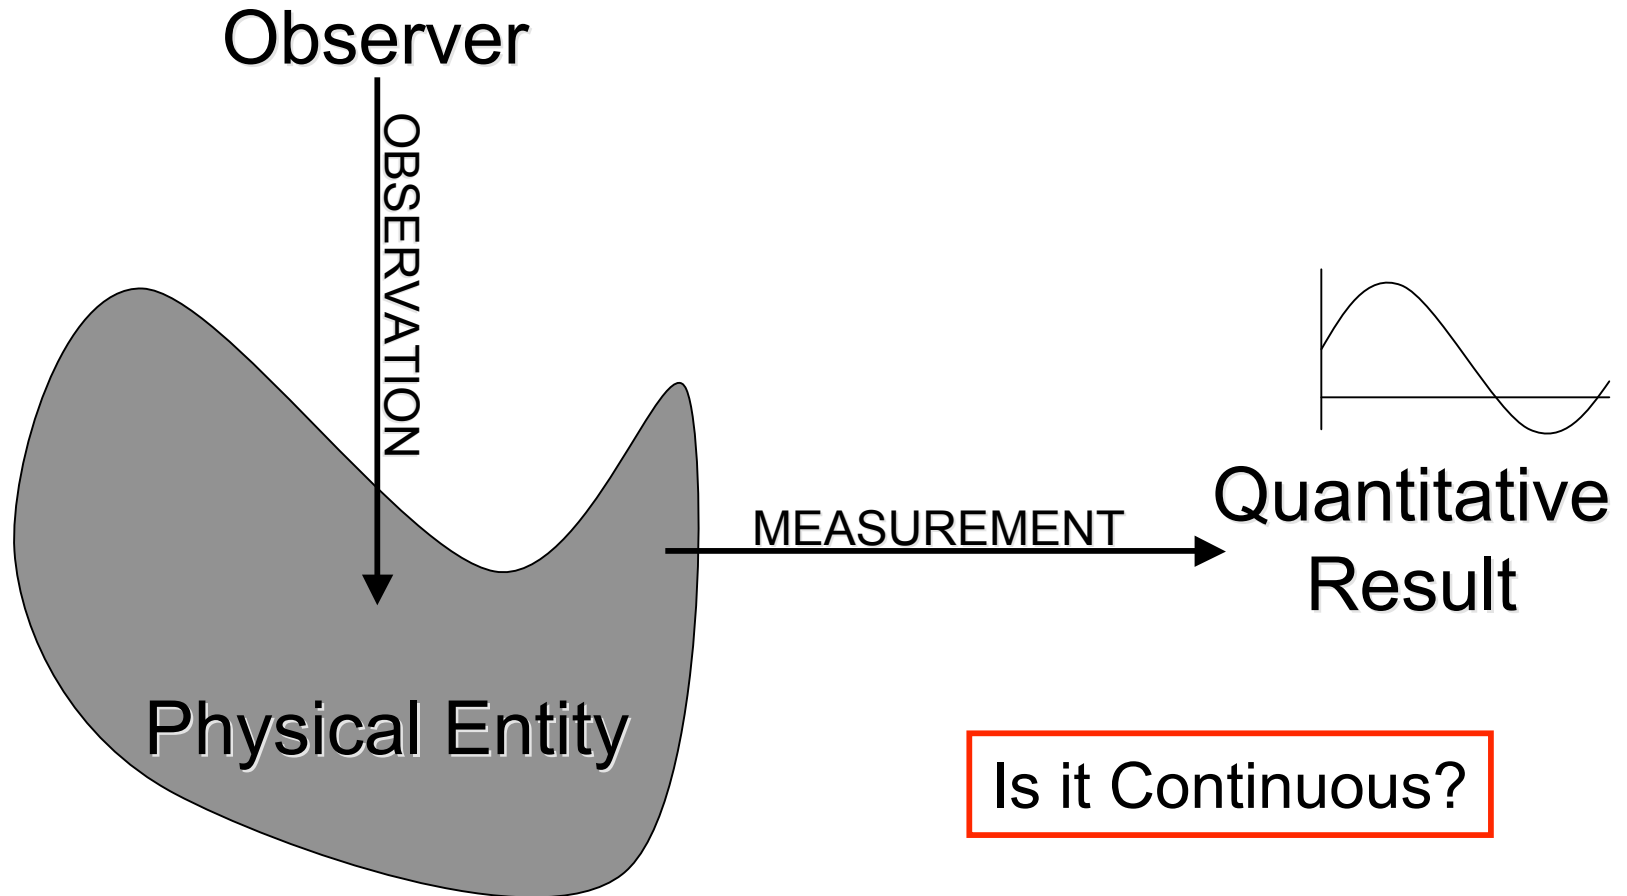 Observer
OBSERVATION
MEASUREMENT
Quantitative
Result
Physical Entity
Is it Continuous?